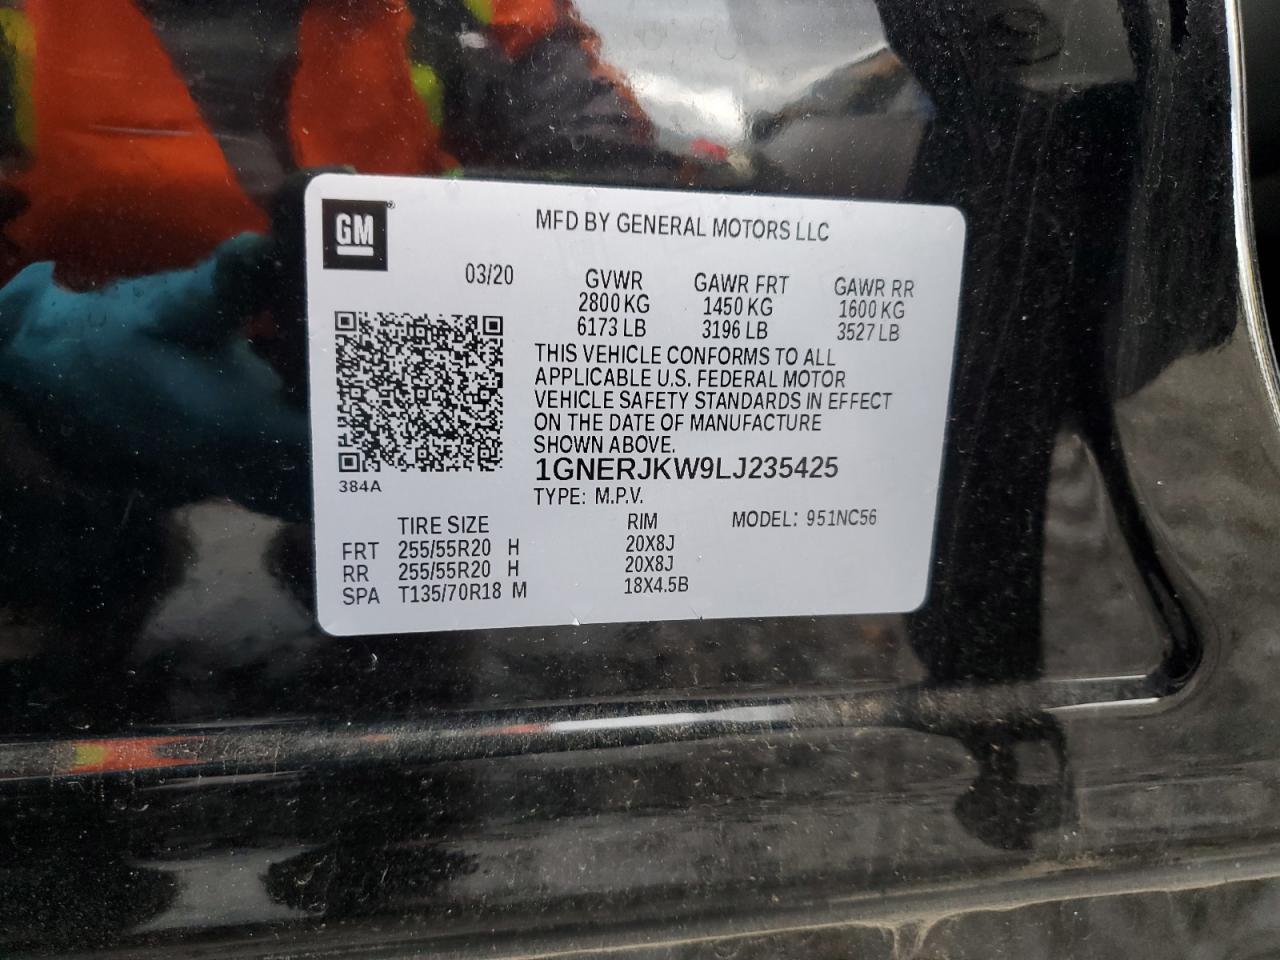 GM
MFD BY GENERAL MOTORS LLC
03/20
GVWR GAWR FRT GAWR RR
2800 KG 1450 KG 1600 KG
6173 LB 3196 LB 3527 LB
THIS VEHICLE CONFORMS TO ALL
APPLICABLE U.S. FEDERAL MOTOR
VEHICLE SAFETY STANDARDS IN EFFECT
ON THE DATE OF MANUFACTURE
SHOWN ABOVE.
1GNERJKW9LJ235425
384A
TYPE: M.P.V.
TIRE SIZE RIM MODEL: 951NC56
FRT 255/55R20 H 20X8J
RR 255/55R20 H 20X8J
SPA T135/70R18 M 18X4.5B